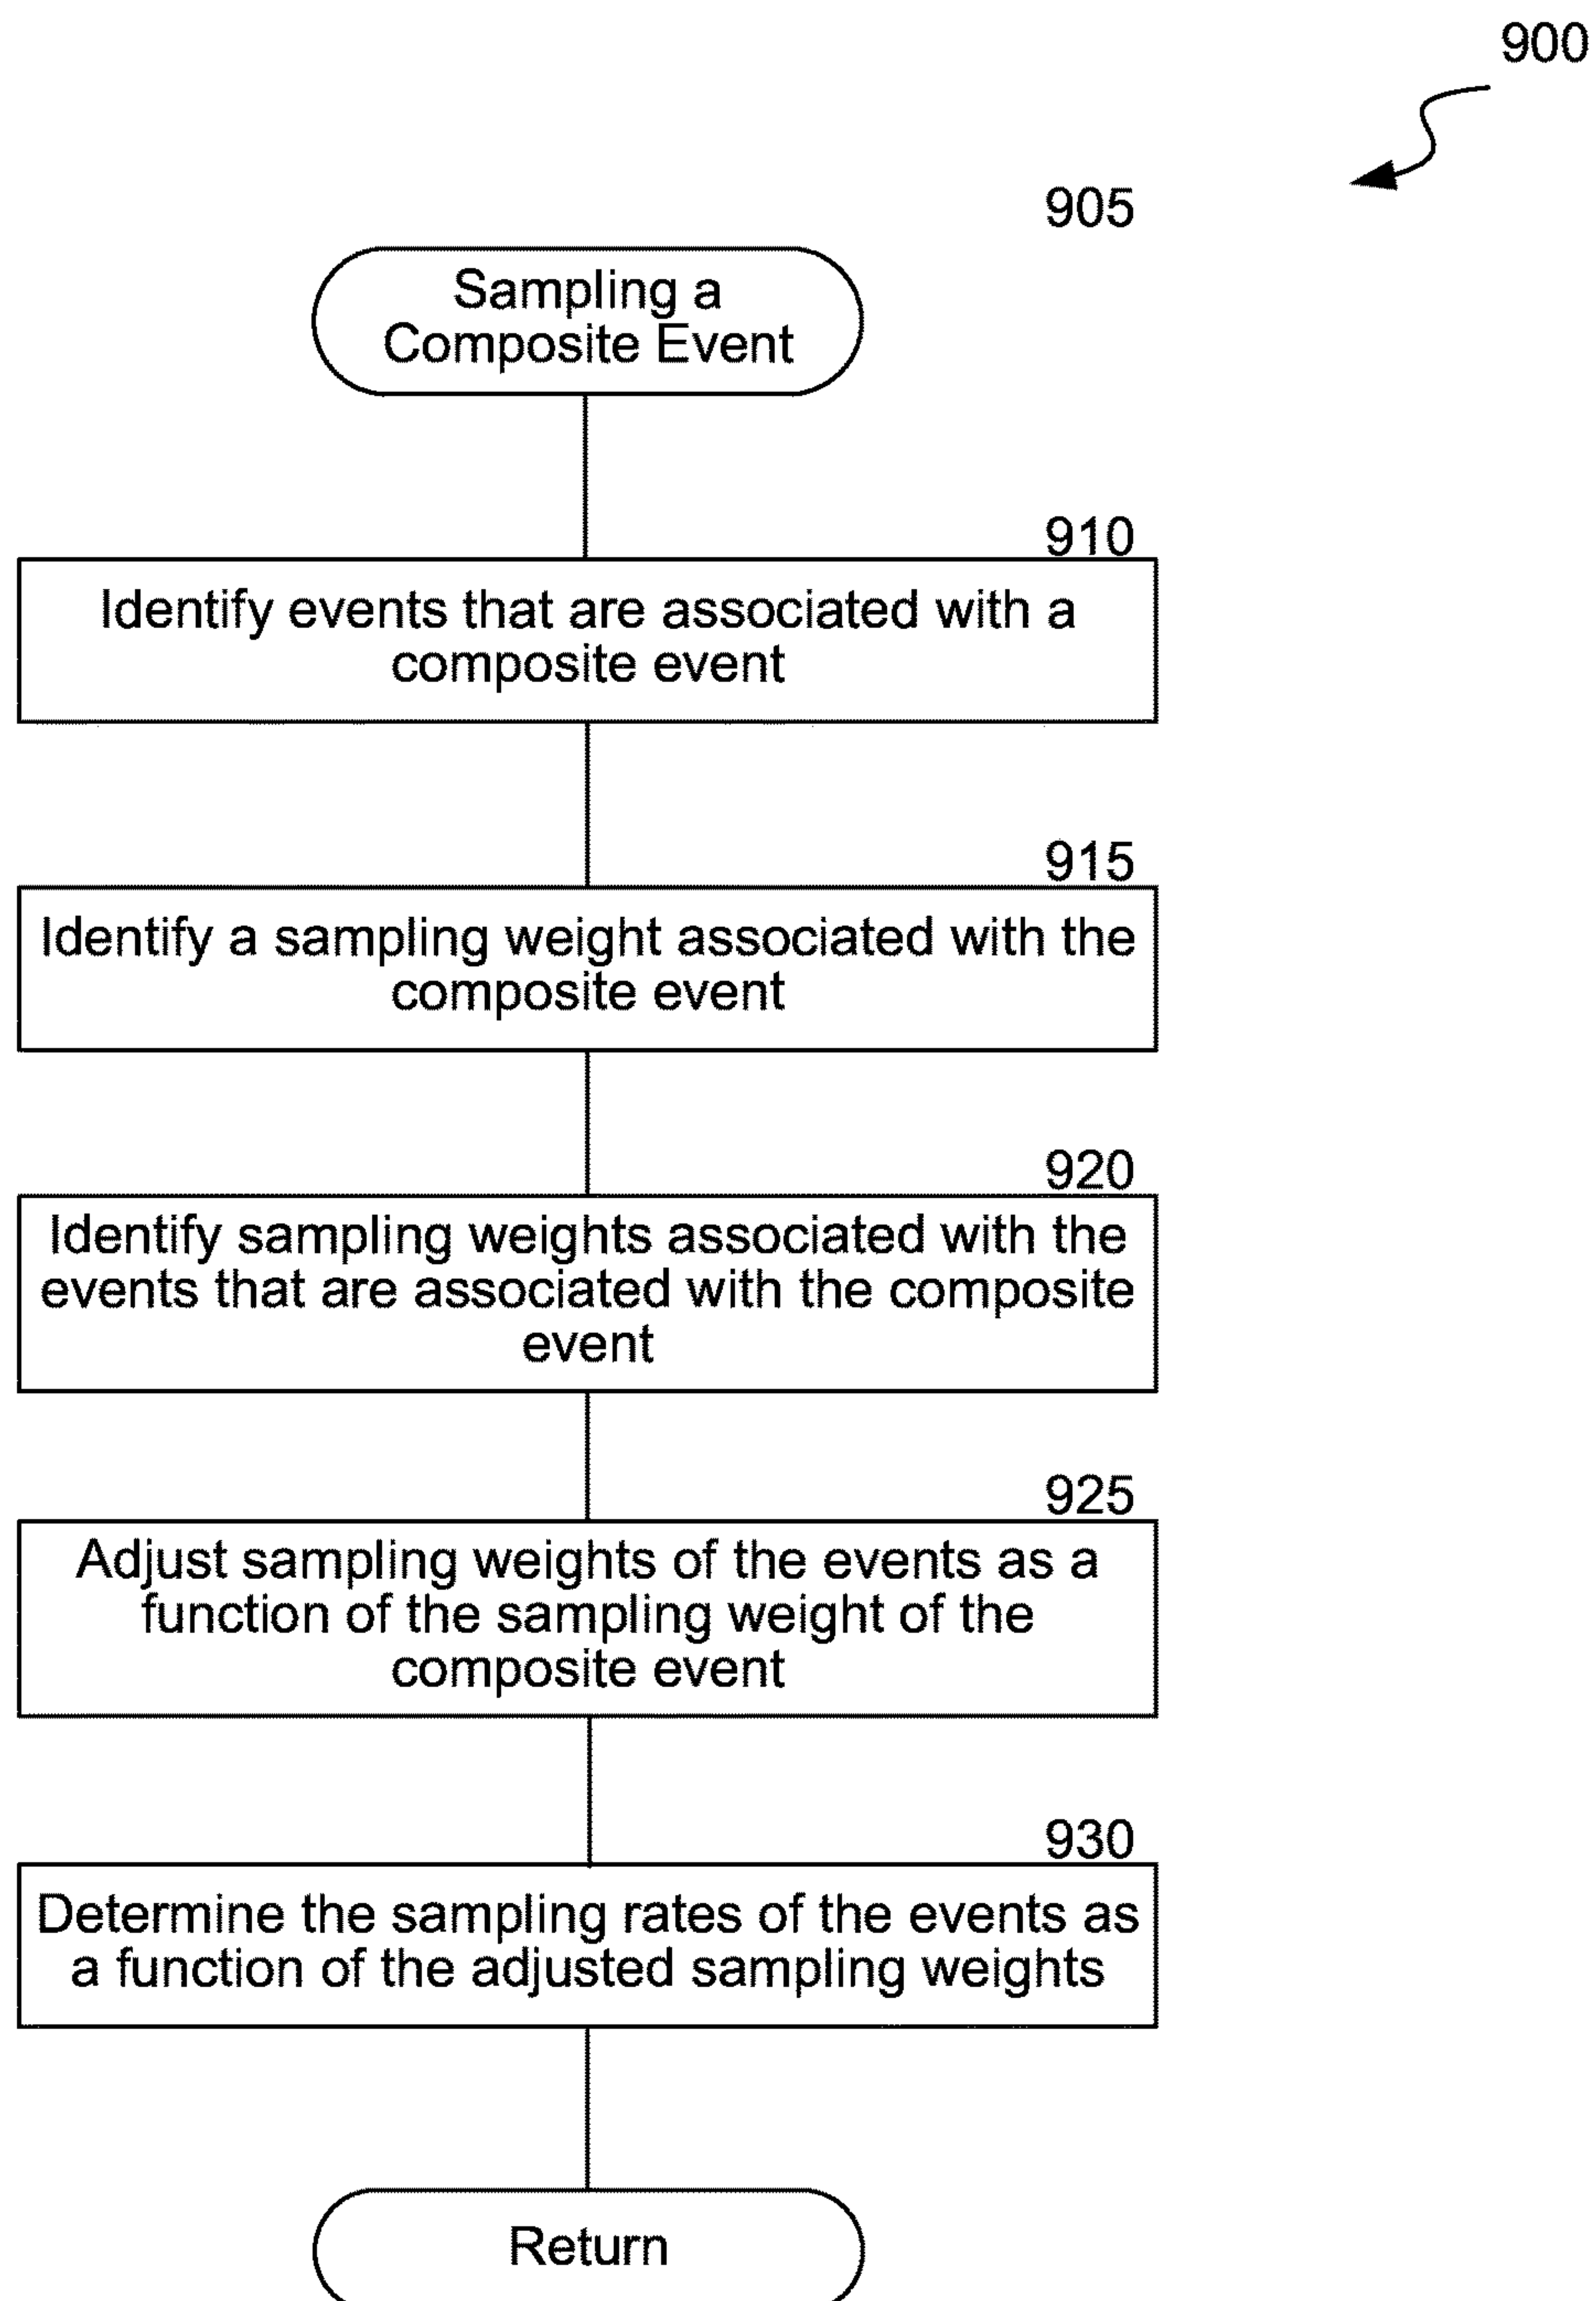 900
905
Sampling a
Composite Event
910
Identify events that are associated with a
composite event
915
Identify a sampling weight associated with the
composite event
920
Identify sampling weights associated with the
events that are associated with the composite
event
925
Adjust sampling weights of the events as a
function of the sampling weight of the
composite event
930
Determine the sampling rates of the events as
a function of the adjusted sampling weights
Return